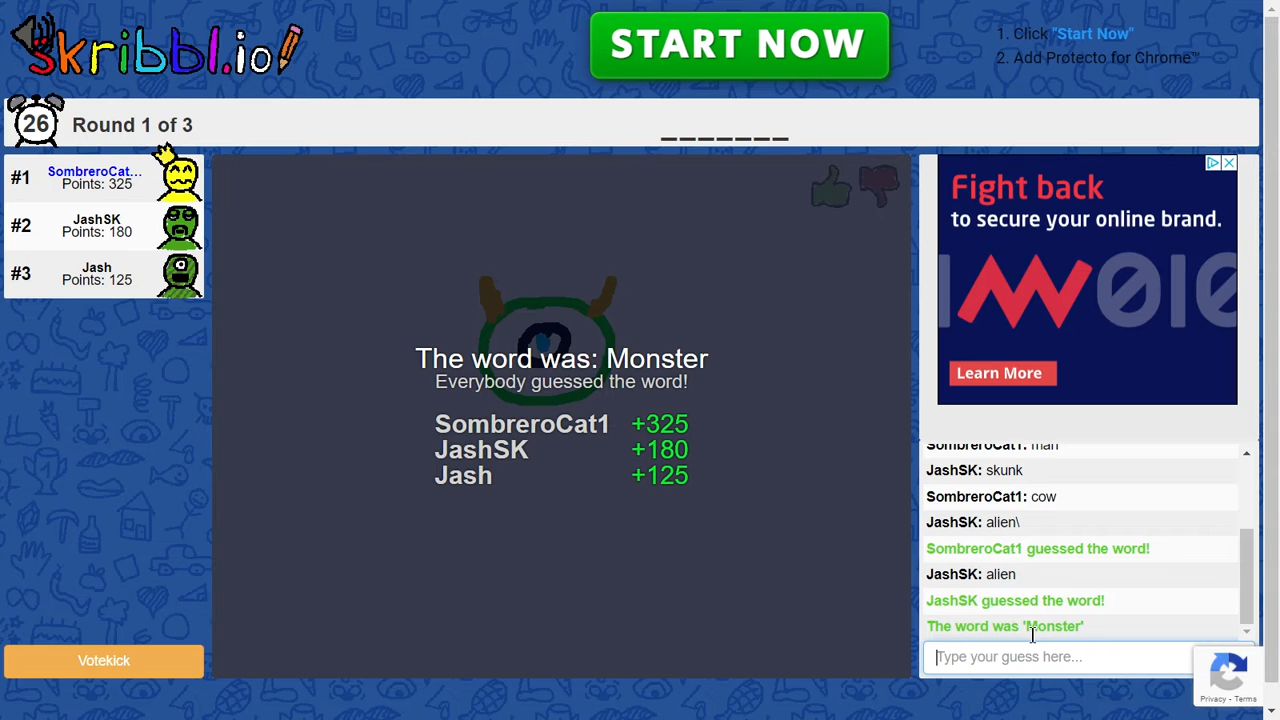 skribbl.io
START NOW
1. Click "Start Now"
2. Add Protecto for Chrome™
26
Round 1 of 3
_______
#1
SombreroCat...
Points: 325
#2
JashSK
Points: 180
#3
Jash
Points: 125
The word was: Monster
Everybody guessed the word!
SombreroCat1 +325
JashSK +180
Jash +125
Votekick
Fight back
to secure your online brand.
Learn More
SombreroCat1: man
JashSK: skunk
SombreroCat1: cow
JashSK: alien\
SombreroCat1 guessed the word!
JashSK: alien
JashSK guessed the word!
The word was 'Monster'
Type your guess here...
Privacy - Terms